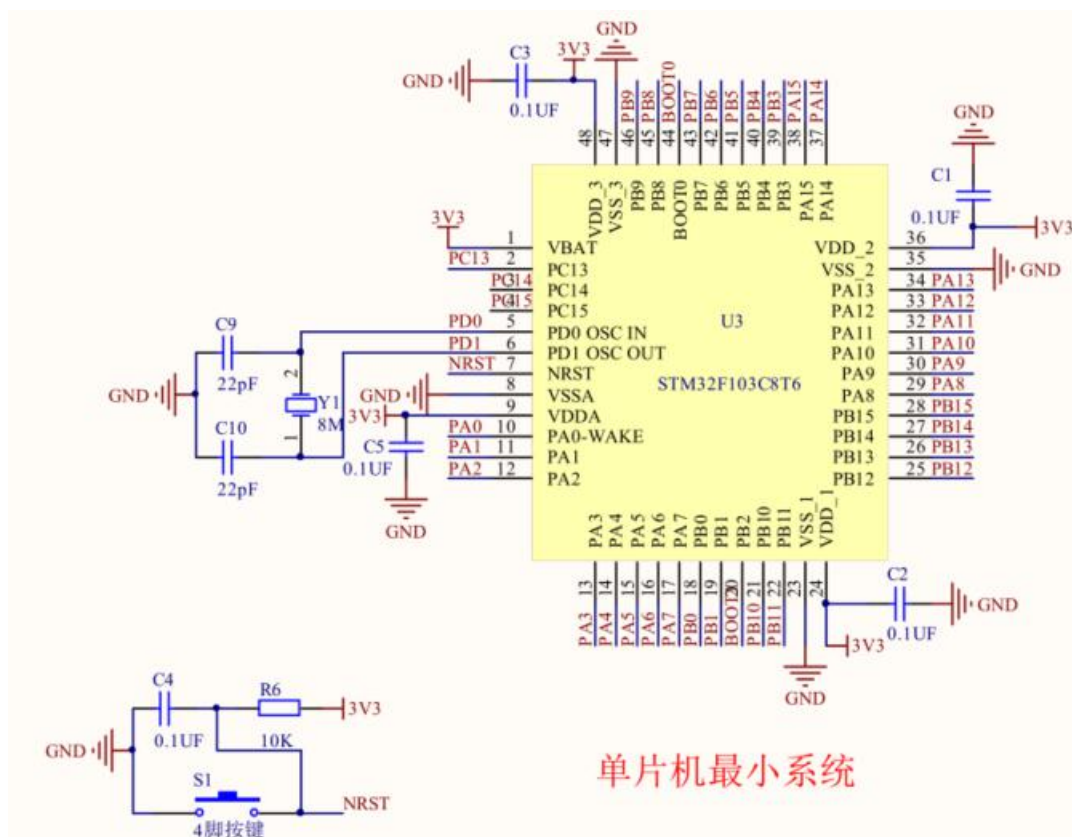 GND
C3
3V3
GND
0.1UF
PB9
PB8
BOOT0
PB7
PB6
PB5
PB4
PB3
PA15
PA14
48
47
46
45
44
43
42
41
40
39
38
37
GND
C1
0.1UF
3V3
VDD_3
VSS_3
PB9
PB8
BOOT0
PB7
PB6
PB5
PB4
PB3
PA15
PA14
3V3
1 VBAT
PC13 2 PC13
PC14 3 PC14
PC15 4 PC15
PD0 5 PD0 OSC IN
PD1 6 PD1 OSC OUT
NRST 7 NRST
GND 8 VSSA
3V3 9 VDDA
PA0 10 PA0-WAKE
PA1 11 PA1
PA2 12 PA2
U3
STM32F103C8T6
VDD_2 36
VSS_2 35 GND
PA13 34 PA13
PA12 33 PA12
PA11 32 PA11
PA10 31 PA10
PA9 30 PA9
PA8 29 PA8
PB15 28 PB15
PB14 27 PB14
PB13 26 PB13
PB12 25 PB12
C9
22pF
GND
2
Y1
8M
1
C10
22pF
C5
0.1UF
GND
PA3
PA4
PA5
PA6
PA7
PB0
PB1
PB2
PB10
PB11
VSS_1
VDD_1
13
14
15
16
17
18
19
20
21
22
23
24
PA3
PA4
PA5
PA6
PA7
PB0
PB1
PB10
PB11
C2
0.1UF
GND
3V3
GND
C4
0.1UF
R6
10K
3V3
GND
S1
NRST
4脚按键
单片机最小系统